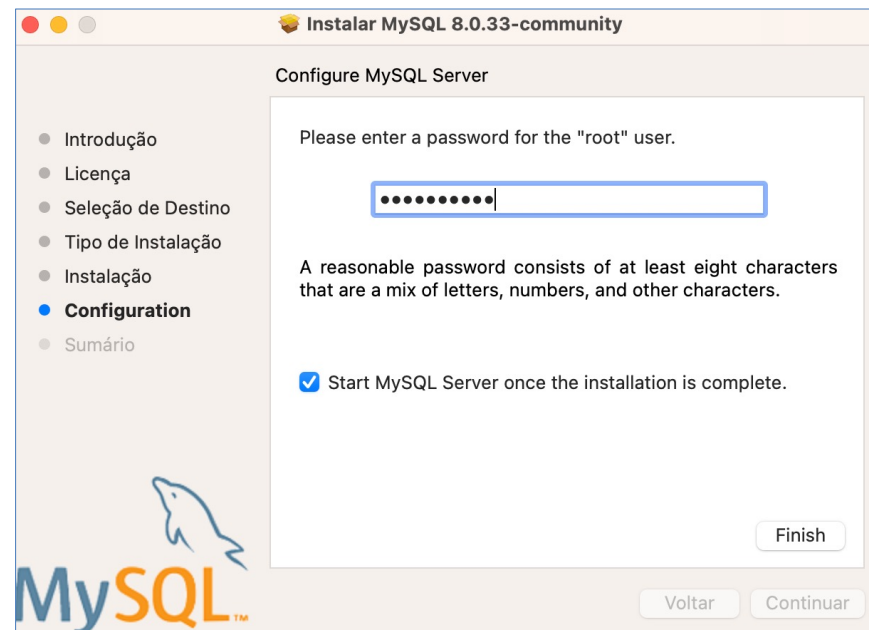 Instalar MySQL 8.0.33-community
Configure MySQL Server
Introdução
Licença
Seleção de Destino
Tipo de Instalação
Instalação
Configuration
Sumário
Please enter a password for the "root" user.
••••••••••
A reasonable password consists of at least eight characters
that are a mix of letters, numbers, and other characters.
Start MySQL Server once the installation is complete.
Finish
MySQL™
Voltar
Continuar